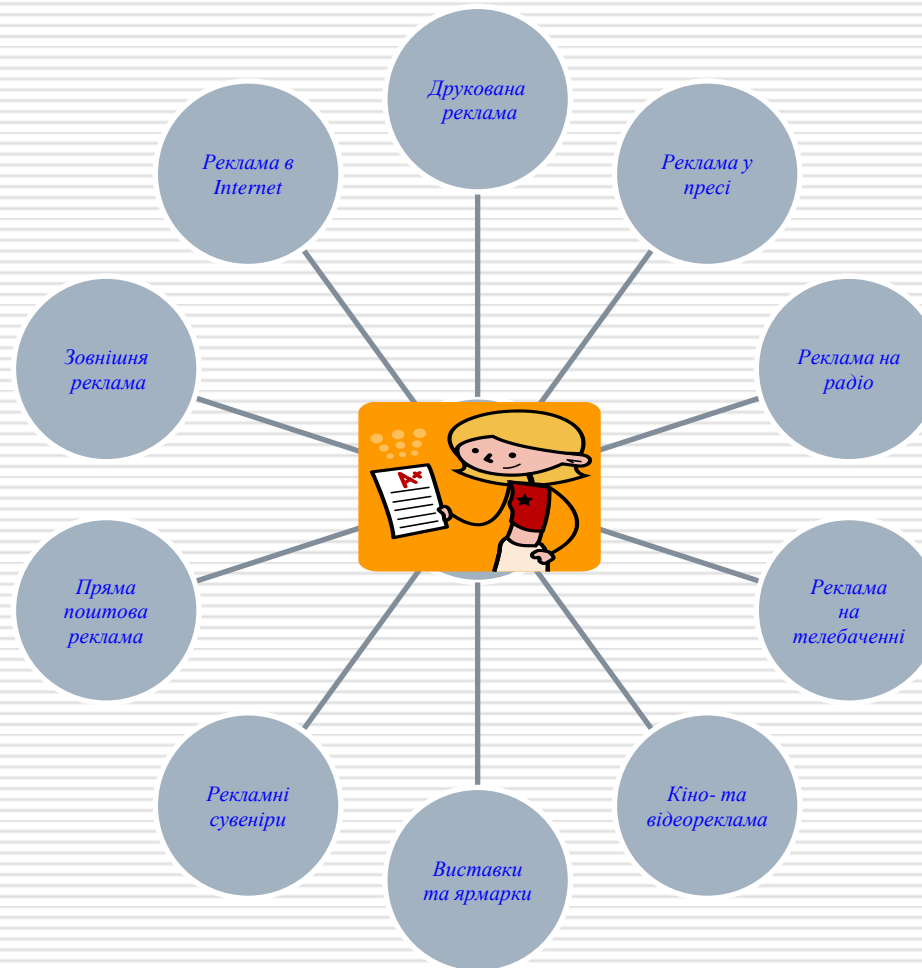 Друкована
реклама
Реклама в
Internet
Реклама у
пресі
Зовнішня
реклама
Реклама на
радіо
A+
Пряма
поштова
реклама
Реклама
на
телебаченні
Рекламні
сувеніри
Кіно- та
відеореклама
Виставки
та ярмарки